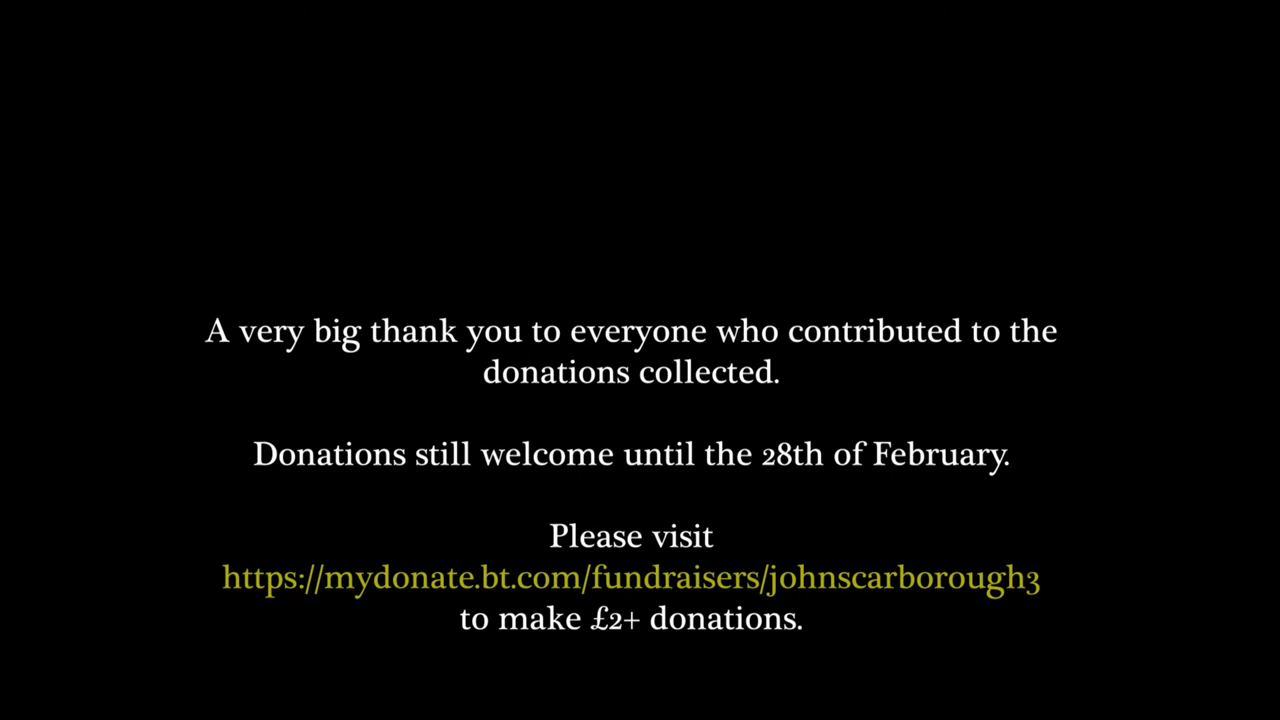 A very big thank you to everyone who contributed to the
donations collected.
Donations still welcome until the 28th of February.
Please visit
https://mydonate.bt.com/fundraisers/johnscarborough3
to make £2+ donations.